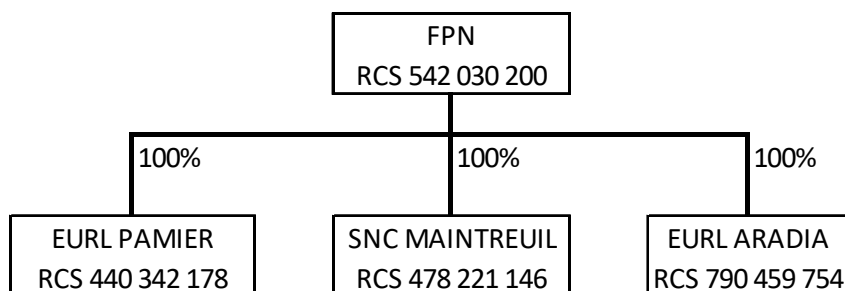 FPN
RCS 542 030 200
100%
100%
100%
EURL PAMIER
RCS 440 342 178
SNC MAINTREUIL
RCS 478 221 146
EURL ARADIA
RCS 790 459 754